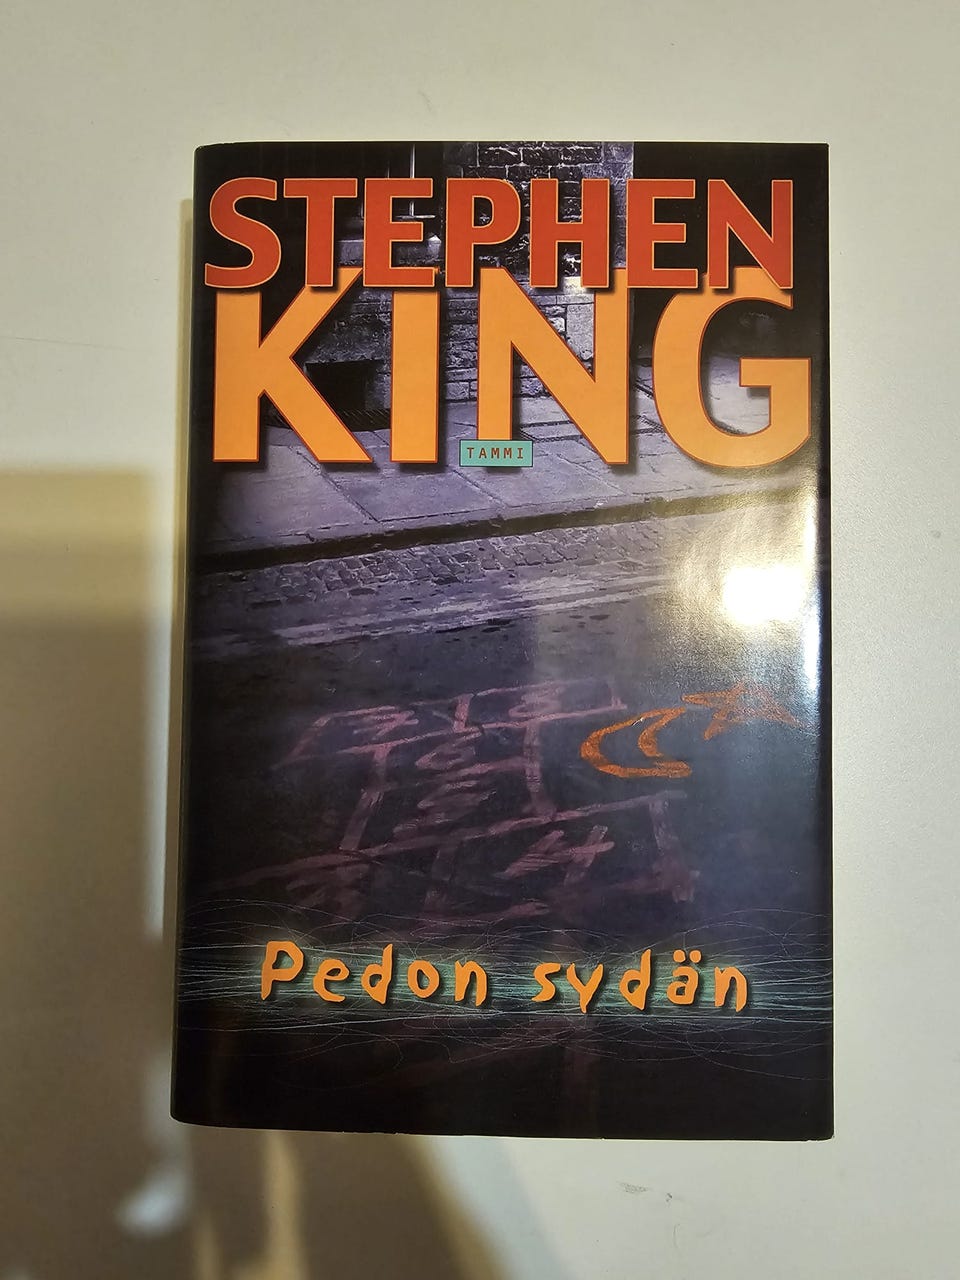 STEPHEN
KING
TAMMI
Pedon sydän